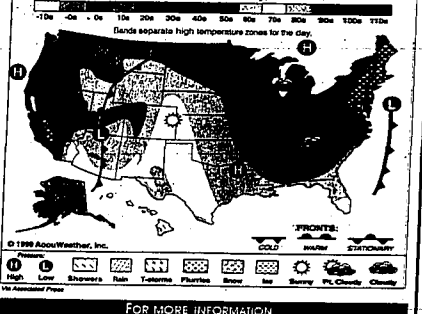 -10s -0s 0s 10s 20s 30s 40s 50s 60s 70s 80s 90s 100s 110s
Bands separate high temperature zones for the day.
H
H
L
L
H
© 1999 AccuWeather, Inc.
FRONTS:
COLD WARM STATIONARY
Pressure:
H L
High Low Showers Rain T-storms Flurries Snow Ice Sunny Pt. Cloudy Cloudy
Via Associated Press
FOR MORE INFORMATION